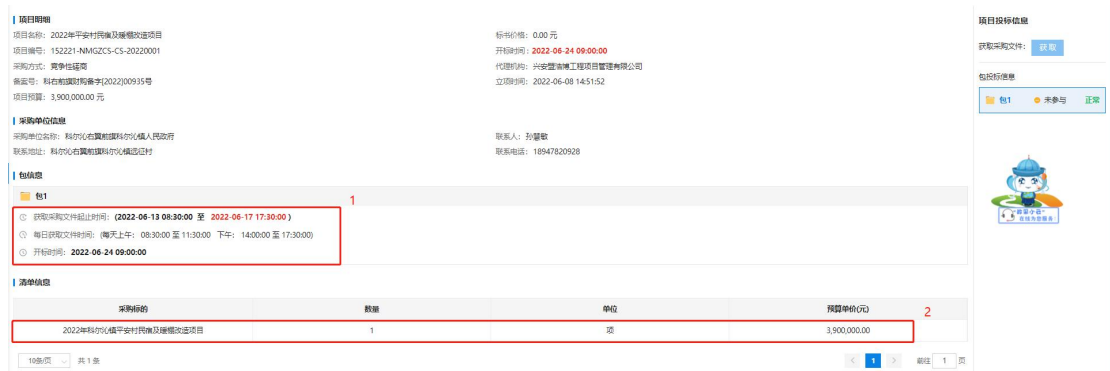 项目明细
项目名称：2022年平安村民宿及暖棚改造项目 标书价格：0.00 元
项目编号：152221-NMGZCS-CS-20220001 开标时间：2022-06-24 09:00:00
采购方式：竞争性磋商 代理机构：兴安盟浩博工程项目管理有限公司
备案号：科右前旗财购备字[2022]00935号 立项时间：2022-06-08 14:51:52
项目预算：3,900,000.00 元
采购单位信息
采购单位名称：科尔沁右翼前旗科尔沁镇人民政府 联系人：孙慧敏
联系地址：科尔沁右翼前旗科尔沁镇远征村 联系电话：18947820928
包信息
包1
1
获取采购文件起止时间：(2022-06-13 08:30:00 至 2022-06-17 17:30:00 )
每日获取文件时间：(每天上午： 08:30:00 至 11:30:00 下午： 14:00:00 至 17:30:00)
开标时间：2022-06-24 09:00:00
清单信息
采购标的 数量 单位 预算单价(元)
2
2022年科尔沁镇平安村民宿及暖棚改造项目 1 项 3,900,000.00
10条/页 共 1 条 1 前往 1 页
项目投标信息
获取采购文件： 获取
包投标信息
包1 未参与 正常
在线为您服务